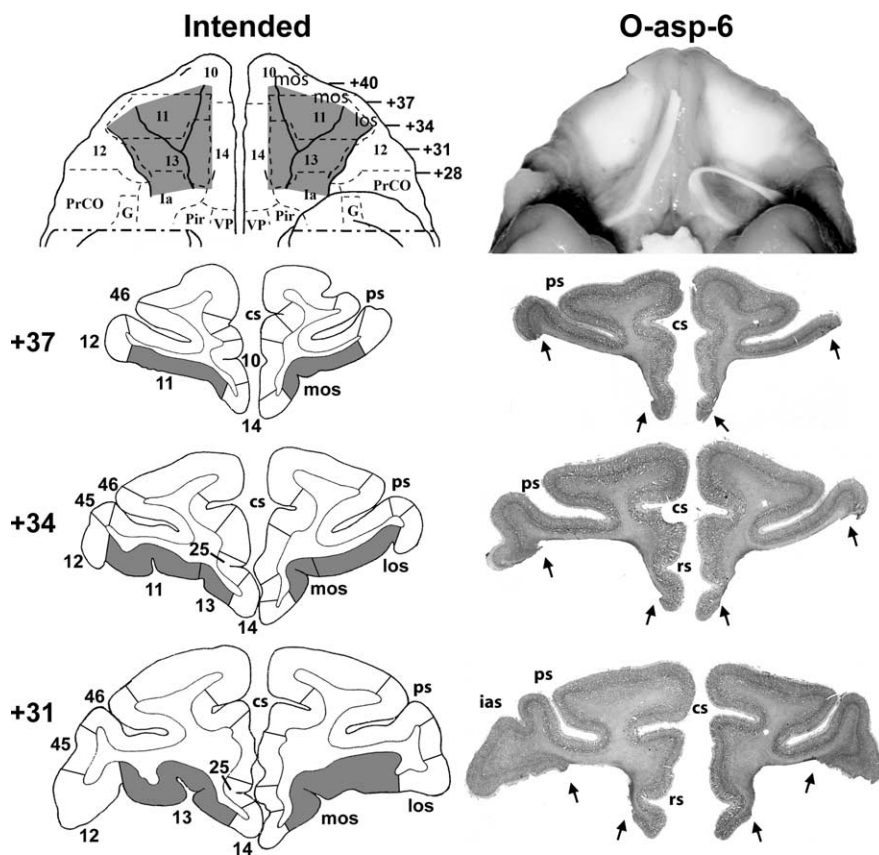 Intended
O-asp-6
10 10 mos +40
mos +37
11 11 los +34
12 13 14 14 13 12 +31
+28
PrCO Ia Ia PrCO
G Pir VP VP Pir G
+37
46 cs ps
12 10
11 mos
14
ps
cs
+34
46 ps
45 cs
25
12 los
11 13 mos
14
ps
cs
rs
+31
46 cs ps
45
25
12 13 mos los
14
ps
ias cs
rs